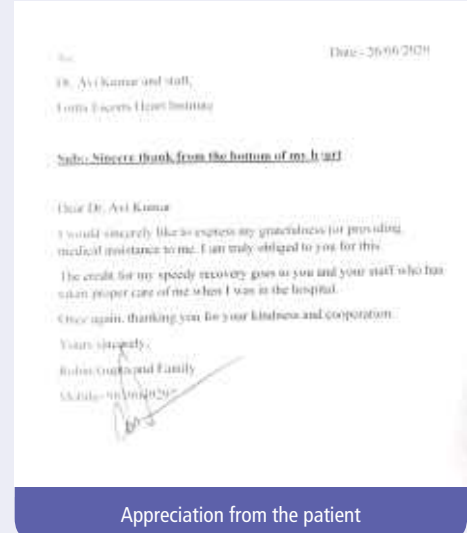 To,
Date - 26/06/2020
Dr. Avi Kumar and staff,
Fortis Escorts Heart Institute
Sub:- Sincere thank from the bottom of my heart
Dear Dr. Avi Kumar
I would sincerely like to express my gratefulness for providing
medical assistance to me. I am truly obliged to you for this.
The credit for my speedy recovery goes to you and your staff who has
taken proper care of me when I was in the hospital.
Once again, thanking you for your kindness and cooperation.
Yours sincerely,
Gupta and Family
Mobile-
Appreciation from the patient